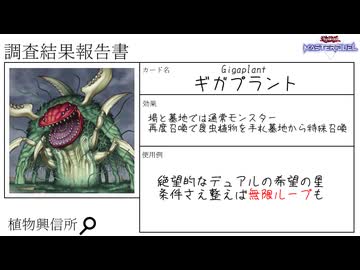 調査結果報告書
Yu-Gi-Oh!
MASTER DUEL
カード名
Gigaplant
ギガプラント
効果
場と墓地では通常モンスター
再度召喚で昆虫植物を手札墓地から特殊召喚
使用例
絶望的なデュアルの希望の星
条件さえ整えば無限ループも
植物興信所